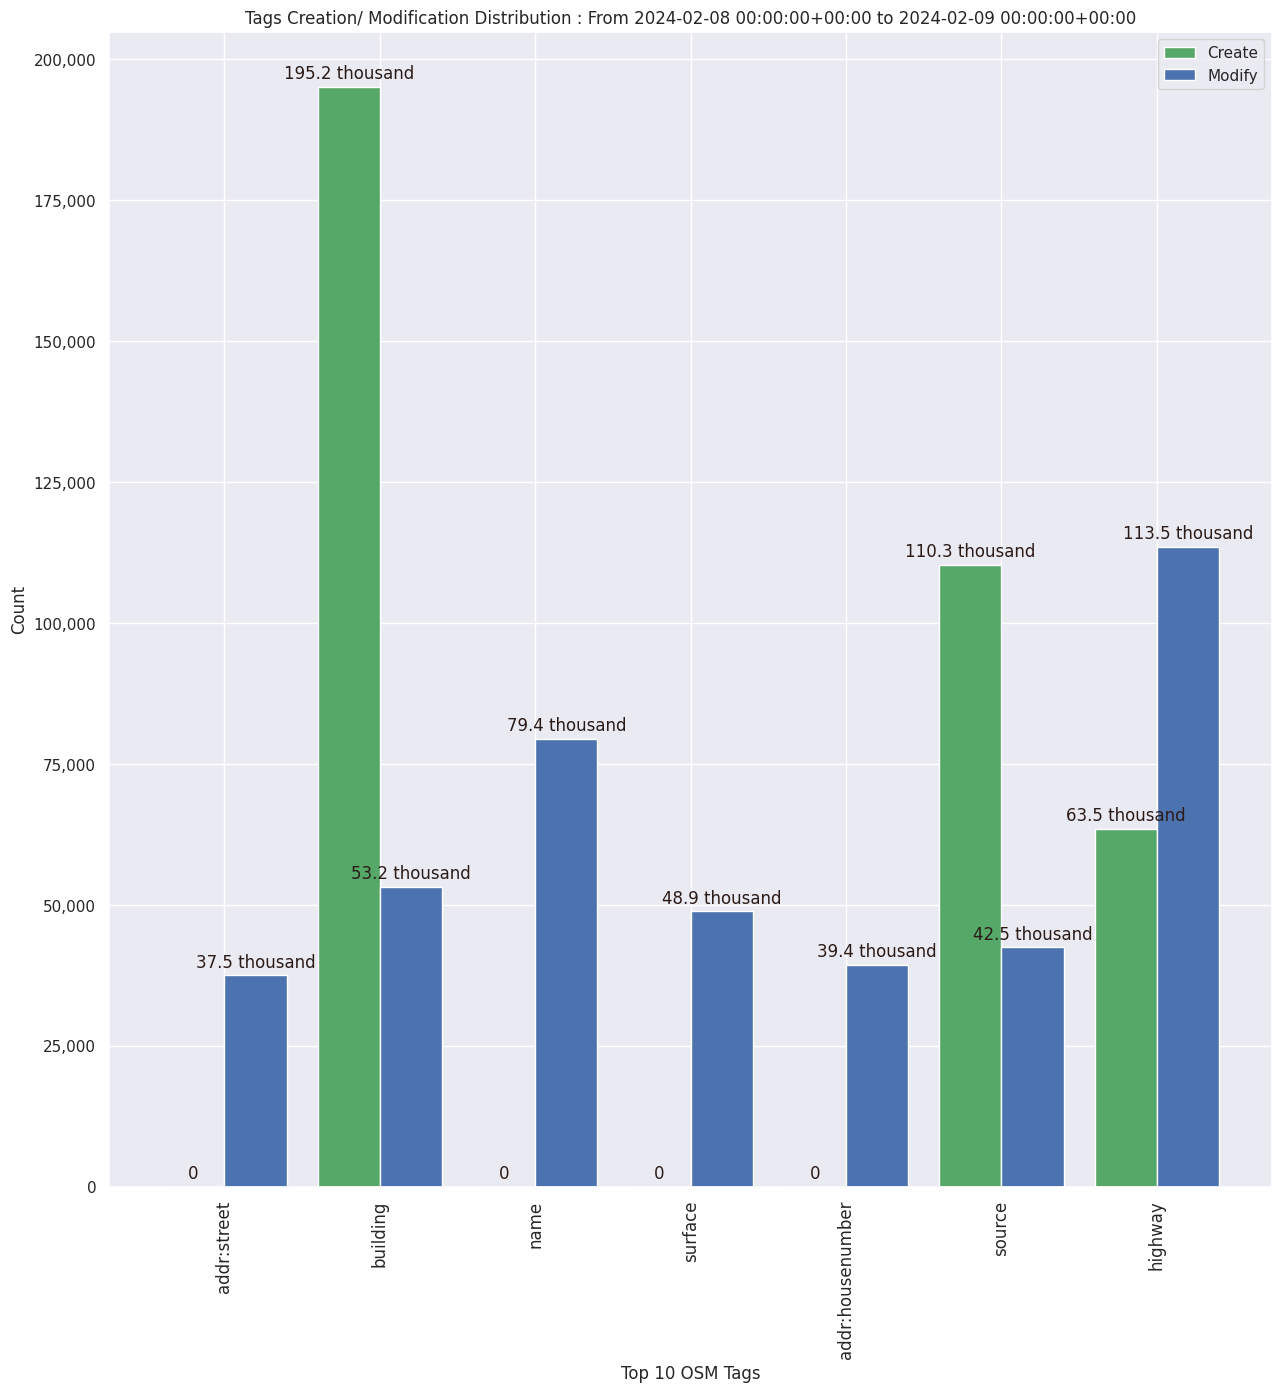 Tags Creation/ Modification Distribution : From 2024-02-08 00:00:00+00:00 to 2024-02-09 00:00:00+00:00
Create
Modify
200,000
175,000
150,000
125,000
100,000
75,000
50,000
25,000
0
Count
195.2 thousand
113.5 thousand
110.3 thousand
79.4 thousand
63.5 thousand
53.2 thousand
48.9 thousand
42.5 thousand
39.4 thousand
37.5 thousand
0
0
0
0
addr:street
building
name
surface
addr:housenumber
source
highway
Top 10 OSM Tags